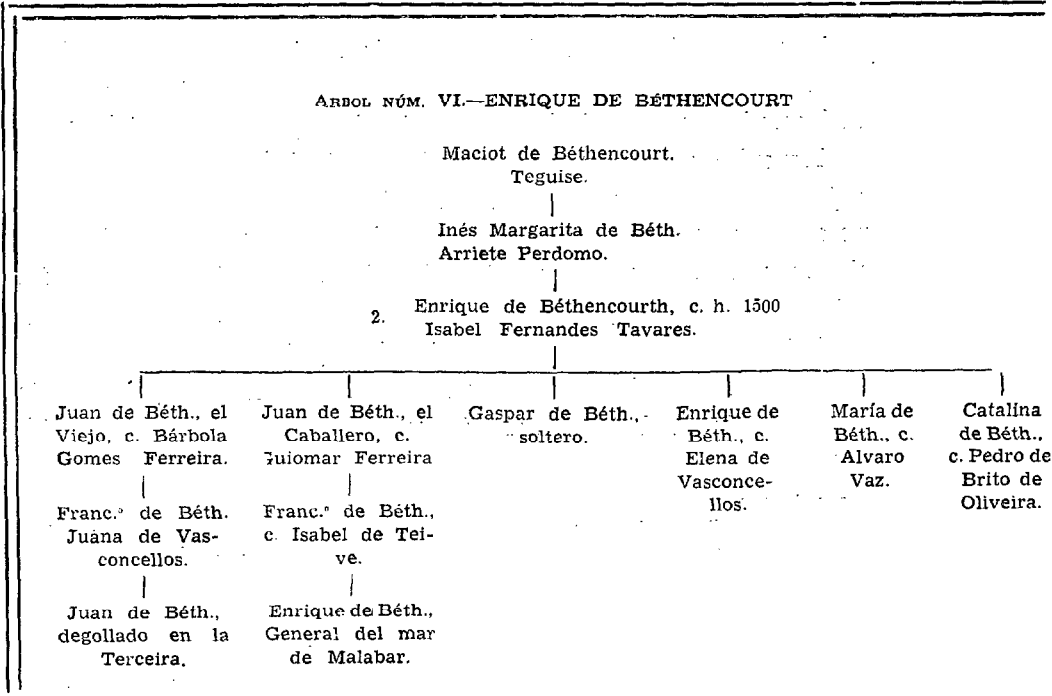 ARBOL NÚM. VI.—ENRIQUE DE BÉTHENCOURT
Maciot de Béthencourt.
Teguise.
Inés Margarita de Béth.
Arriete Perdomo.
2.
Enrique de Béthencourth, c. h. 1500
Isabel Fernandes Tavares.
Juan de Béth., el
Viejo, c. Bárbola
Gomes Ferreira.
Franc.º de Béth.
Juana de Vas-
concellos.
Juan de Béth.,
degollado en la
Terceira.
Juan de Béth., el
Caballero, c.
Guiomar Ferreira
Franc.º de Béth.,
c. Isabel de Tei-
ve.
Enrique de Béth.,
General del mar
de Malabar.
Gaspar de Béth.,
soltero.
Enrique de
Béth., c.
Elena de
Vasconce-
llos.
María de
Béth., c.
Alvaro
Vaz.
Catalina
de Béth.,
c. Pedro de
Brito de
Oliveira.